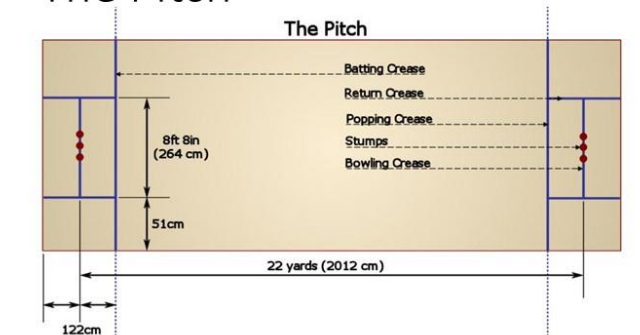 The Pitch
The Pitch
Batting Crease
Return Crease
Popping Crease
Stumps
Bowling Crease
8ft 8in
(264 cm)
51cm
22 yards (2012 cm)
122cm